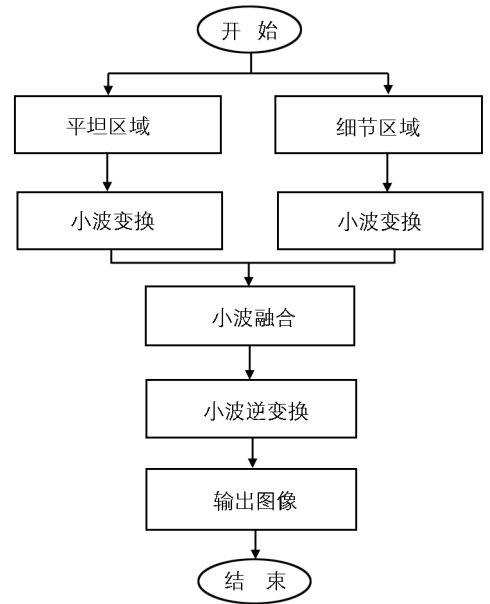 开 始
平坦区域
细节区域
小波变换
小波变换
小波融合
小波逆变换
输出图像
结 束